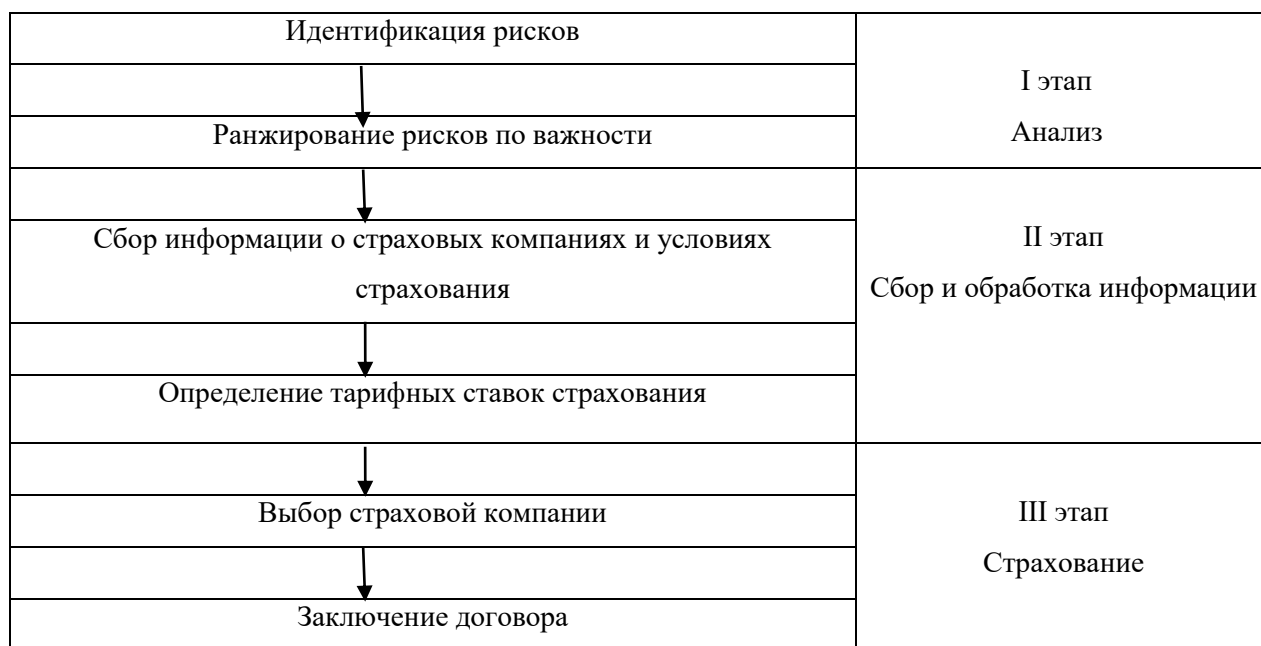 Идентификация рисков
Ранжирование рисков по важности
I этап
Анализ
Сбор информации о страховых компаниях и условиях
страхования
Определение тарифных ставок страхования
II этап
Сбор и обработка информации
Выбор страховой компании
Заключение договора
III этап
Страхование